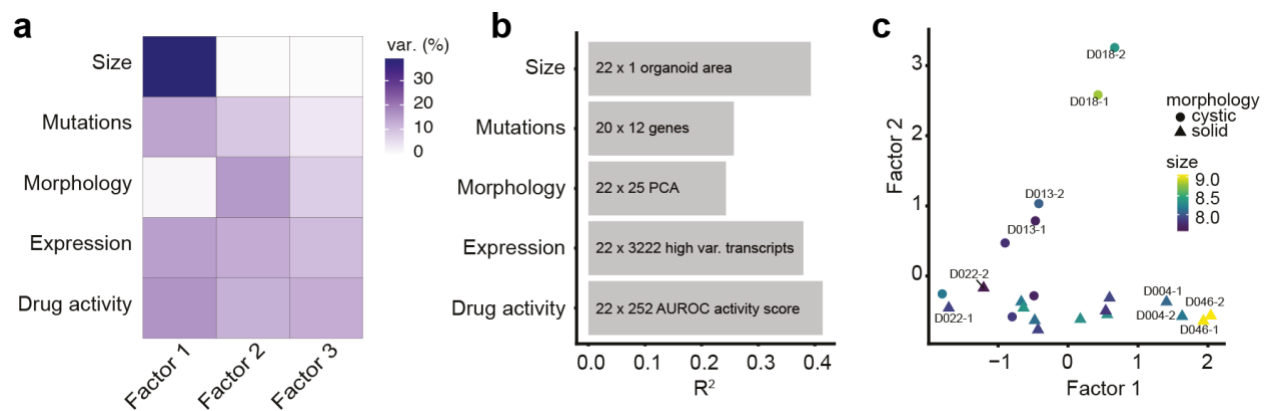 a
Size
Mutations
Morphology
Expression
Drug activity
Factor 1
Factor 2
Factor 3
var. (%)
30
20
10
0
b
Size
Mutations
Morphology
Expression
Drug activity
22 x 1 organoid area
20 x 12 genes
22 x 25 PCA
22 x 3222 high var. transcripts
22 x 252 AUROC activity score
0.0 0.1 0.2 0.3 0.4
R²
c
Factor 2
3
2
1
0
D018-2
D018-1
D013-2
D013-1
D022-2
D022-1
D004-1
D046-2
D004-2
D046-1
−1 0 1 2
Factor 1
morphology
cystic
solid
size
9.0
8.5
8.0